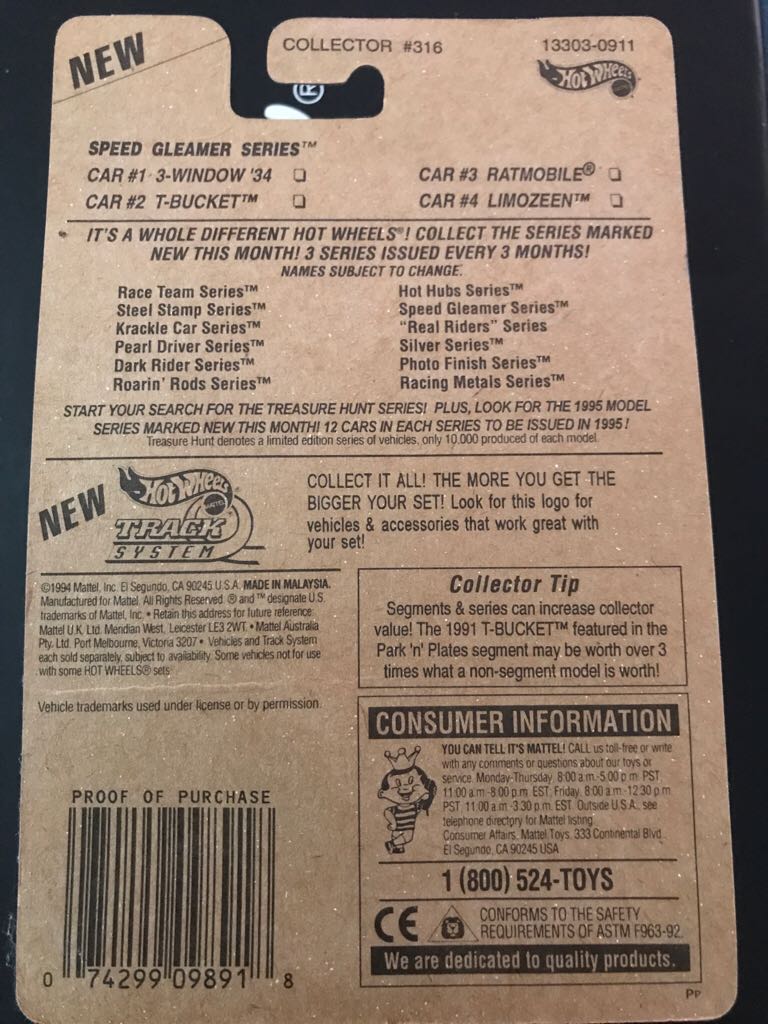 NEW
COLLECTOR #316
13303-0911
Hot Wheels
MATTEL
®
SPEED GLEAMER SERIES™
CAR #1 3-WINDOW '34
CAR #2 T-BUCKET™
CAR #3 RATMOBILE®
CAR #4 LIMOZEEN™
IT'S A WHOLE DIFFERENT HOT WHEELS®! COLLECT THE SERIES MARKED
NEW THIS MONTH! 3 SERIES ISSUED EVERY 3 MONTHS!
NAMES SUBJECT TO CHANGE.
Race Team Series™
Steel Stamp Series™
Krackle Car Series™
Pearl Driver Series™
Dark Rider Series™
Roarin' Rods Series™
Hot Hubs Series™
Speed Gleamer Series™
"Real Riders" Series
Silver Series™
Photo Finish Series™
Racing Metals Series™
START YOUR SEARCH FOR THE TREASURE HUNT SERIES! PLUS, LOOK FOR THE 1995 MODEL
SERIES MARKED NEW THIS MONTH! 12 CARS IN EACH SERIES TO BE ISSUED IN 1995!
Treasure Hunt denotes a limited edition series of vehicles, only 10,000 produced of each model.
NEW
Hot Wheels
MATTEL
TRACK
SYSTEM
COLLECT IT ALL! THE MORE YOU GET THE
BIGGER YOUR SET! Look for this logo for
vehicles & accessories that work great with
your set!
©1994 Mattel, Inc. El Segundo, CA 90245 U.S.A. MADE IN MALAYSIA.
Manufactured for Mattel. All Rights Reserved. ® and ™ designate U.S.
trademarks of Mattel, Inc. • Retain this address for future reference:
Mattel U.K. Ltd. Meridian West, Leicester LE3 2WT. • Mattel Australia
Pty. Ltd. Port Melbourne, Victoria 3207 • Vehicles and Track System
each sold separately, subject to availability. Some vehicles not for use
with some HOT WHEELS® sets.
Vehicle trademarks used under license or by permission.
Collector Tip
Segments & series can increase collector
value! The 1991 T-BUCKET™ featured in the
Park 'n' Plates segment may be worth over 3
times what a non-segment model is worth!
CONSUMER INFORMATION
YOU CAN TELL IT'S MATTEL! CALL us toll-free or write
with any comments or questions about our toys or
service. Monday-Thursday, 8:00 a.m.-5:00 p.m. PST,
11:00 a.m.-8:00 p.m. EST. Friday, 8:00 a.m.-12:30 p.m.
PST, 11:00 a.m.-3:30 p.m. EST. Outside U.S.A., see
telephone directory for Mattel listing.
Consumer Affairs, Mattel Toys, 333 Continental Blvd.
El Segundo, CA 90245 USA
1 (800) 524-TOYS
CE
CONFORMS TO THE SAFETY
REQUIREMENTS OF ASTM F963-92.
We are dedicated to quality products.
PROOF OF PURCHASE
0 74299 09891 8
PP